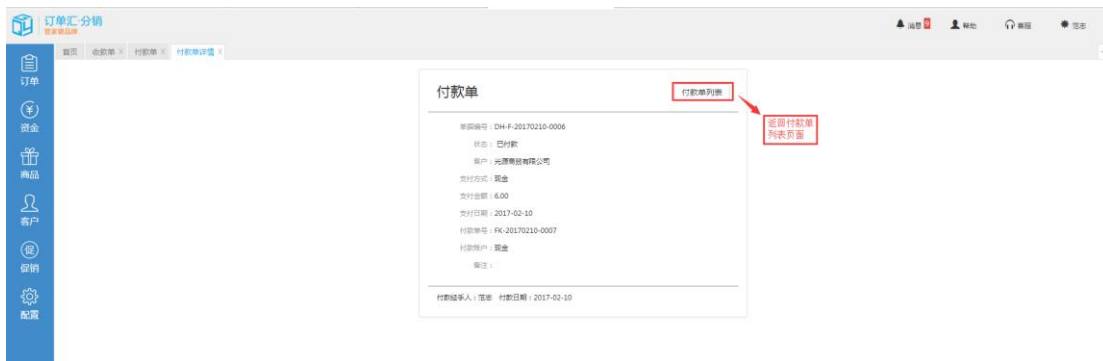 订单汇·分销
管家婆品牌
消息 9 帮助 客服 范志
首页 收款单 × 付款单 × 付款单详情 ×
订单
资金
商品
客户
促
促销
配置
付款单 付款单列表
返回付款单
列表页面
单据编号：DH-F-20170210-0006
状态：已付款
客户：光源商贸有限公司
支付方式：现金
支付金额：6.00
支付日期：2017-02-10
付款单号：FK-20170210-0007
付款账户：现金
备注：
付款经手人：范志 付款日期：2017-02-10